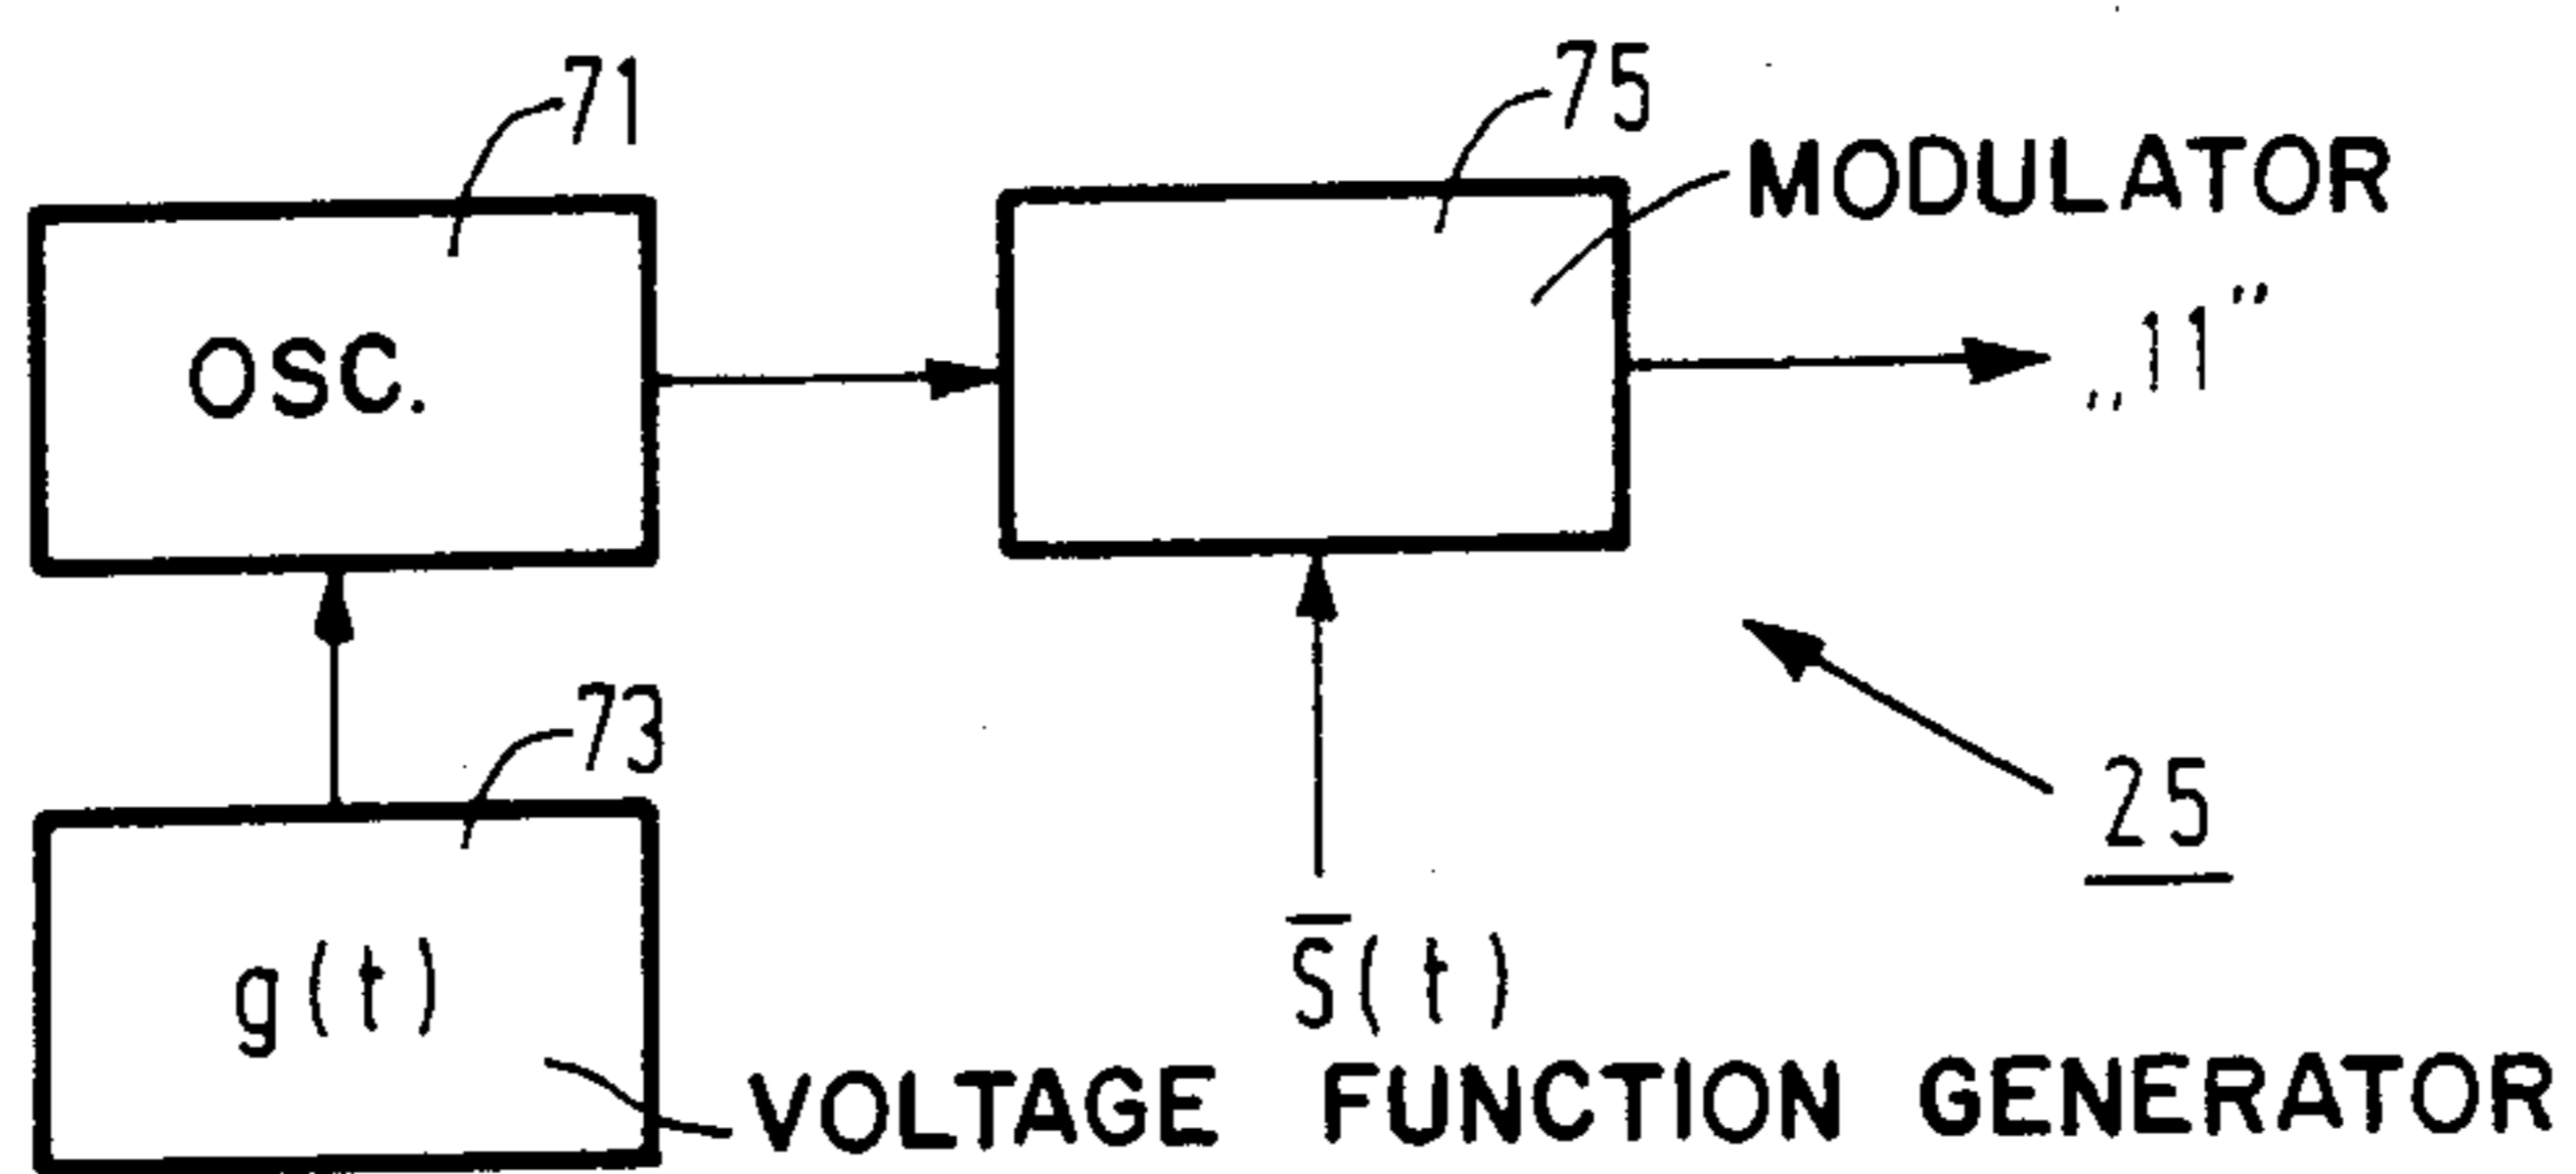 71
75
MODULATOR
OSC.
„11”
73
25
g(t)
S̅(t)
VOLTAGE FUNCTION GENERATOR